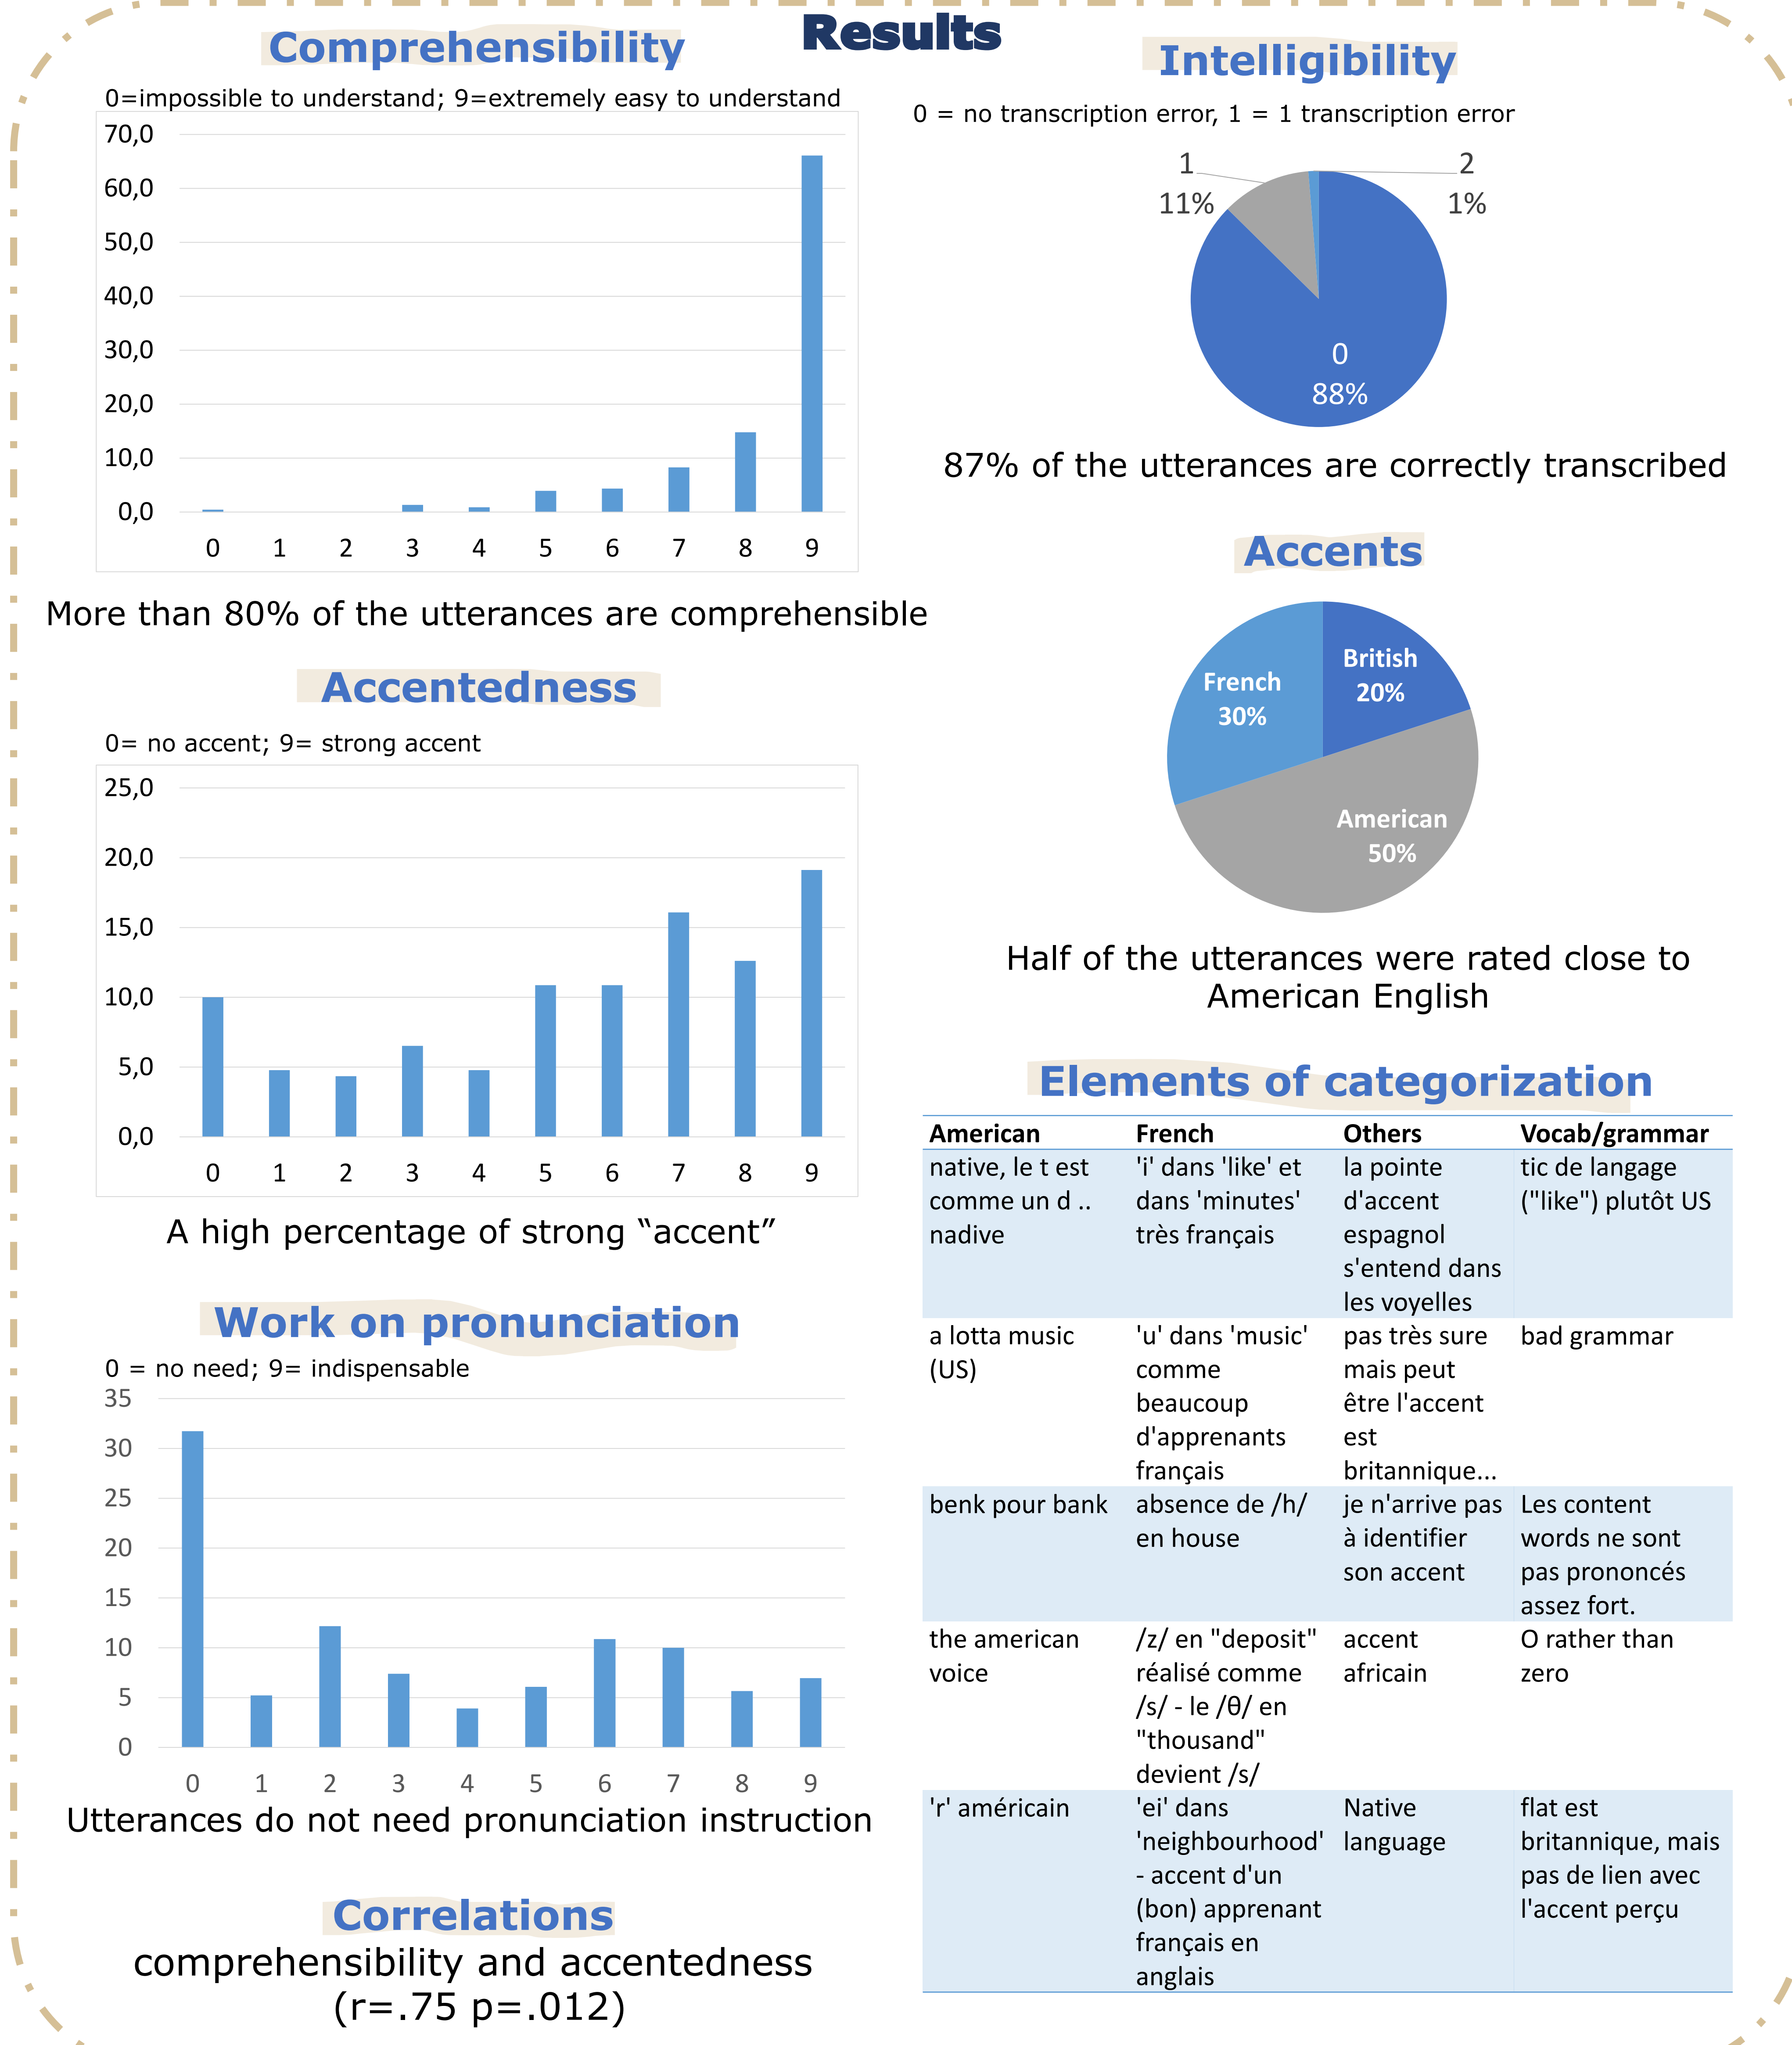 Results
Comprehensibility
0=impossible to understand; 9=extremely easy to understand
70,0
60,0
50,0
40,0
30,0
20,0
10,0
0,0
0 1 2 3 4 5 6 7 8 9
More than 80% of the utterances are comprehensible
Accentedness
0= no accent; 9= strong accent
25,0
20,0
15,0
10,0
5,0
0,0
0 1 2 3 4 5 6 7 8 9
A high percentage of strong “accent”
Work on pronunciation
0 = no need; 9= indispensable
35
30
25
20
15
10
5
0
0 1 2 3 4 5 6 7 8 9
Utterances do not need pronunciation instruction
Correlations
comprehensibility and accentedness
(r=.75 p=.012)
Intelligibility
0 = no transcription error, 1 = 1 transcription error
1
11%
2
1%
0
88%
87% of the utterances are correctly transcribed
Accents
French
30%
British
20%
American
50%
Half of the utterances were rated close to
American English
Elements of categorization
American French Others Vocab/grammar
native, le t est
comme un d ..
nadive
'i' dans 'like' et
dans 'minutes'
très français
la pointe
d'accent
espagnol
s'entend dans
les voyelles
tic de langage
("like") plutôt US
a lotta music
(US)
'u' dans 'music'
comme
beaucoup
d'apprenants
français
pas très sure
mais peut
être l'accent
est
britannique...
bad grammar
benk pour bank
absence de /h/
en house
je n'arrive pas
à identifier
son accent
Les content
words ne sont
pas prononcés
assez fort.
the american
voice
/z/ en "deposit"
réalisé comme
/s/ - le /θ/ en
"thousand"
devient /s/
accent
africain
O rather than
zero
'r' américain
'ei' dans
'neighbourhood'
- accent d'un
(bon) apprenant
français en
anglais
Native
language
flat est
britannique, mais
pas de lien avec
l'accent perçu